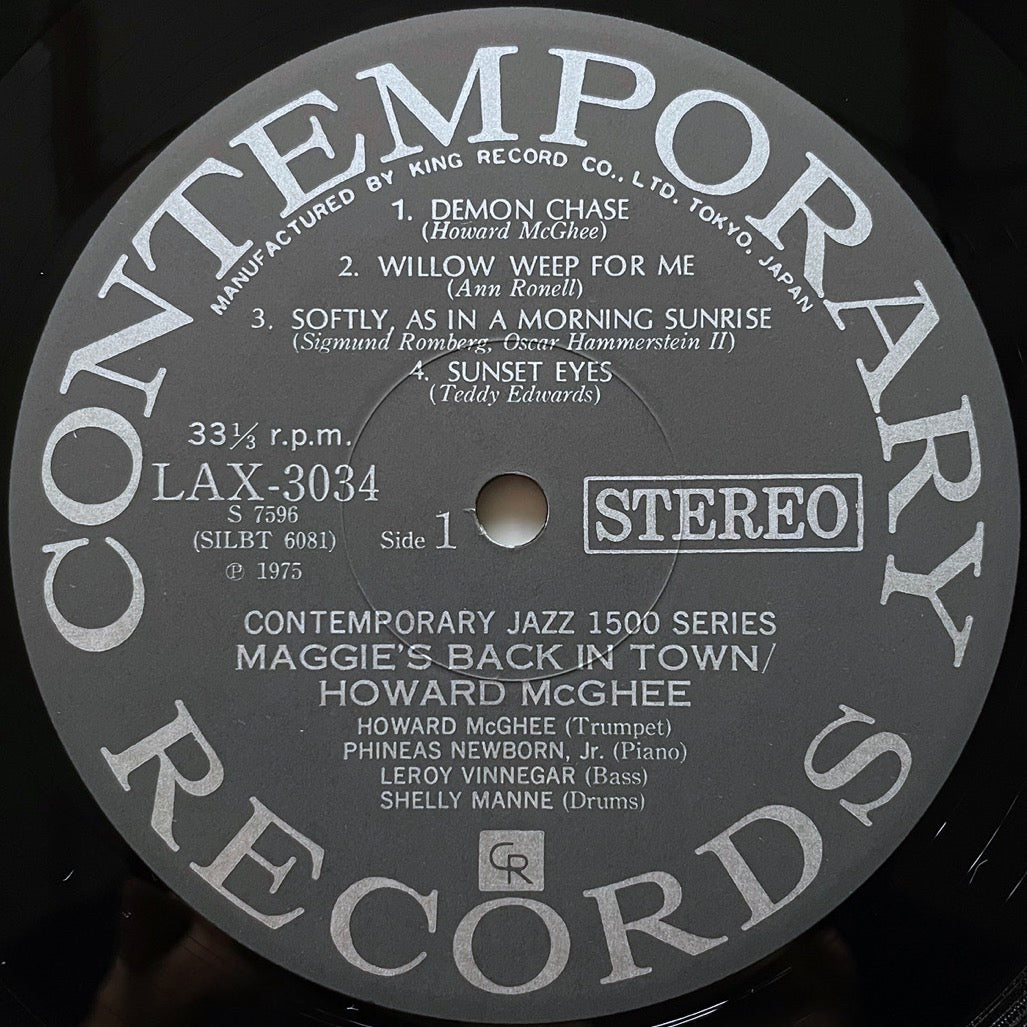 CONTEMPORARY
MANUFACTURED BY KING RECORD CO., LTD. TOKYO. JAPAN
1. DEMON CHASE
(Howard McGhee)
2. WILLOW WEEP FOR ME
(Ann Ronell)
3. SOFTLY, AS IN A MORNING SUNRISE
(Sigmund Romberg, Oscar Hammerstein II)
4. SUNSET EYES
(Teddy Edwards)
33⅓ r.p.m.
LAX-3034
S 7596
(SILBT 6081)
Side 1
℗ 1975
STEREO
CONTEMPORARY JAZZ 1500 SERIES
MAGGIE'S BACK IN TOWN/
HOWARD McGHEE
HOWARD McGHEE (Trumpet)
PHINEAS NEWBORN, Jr. (Piano)
LEROY VINNEGAR (Bass)
SHELLY MANNE (Drums)
CR
RECORDS